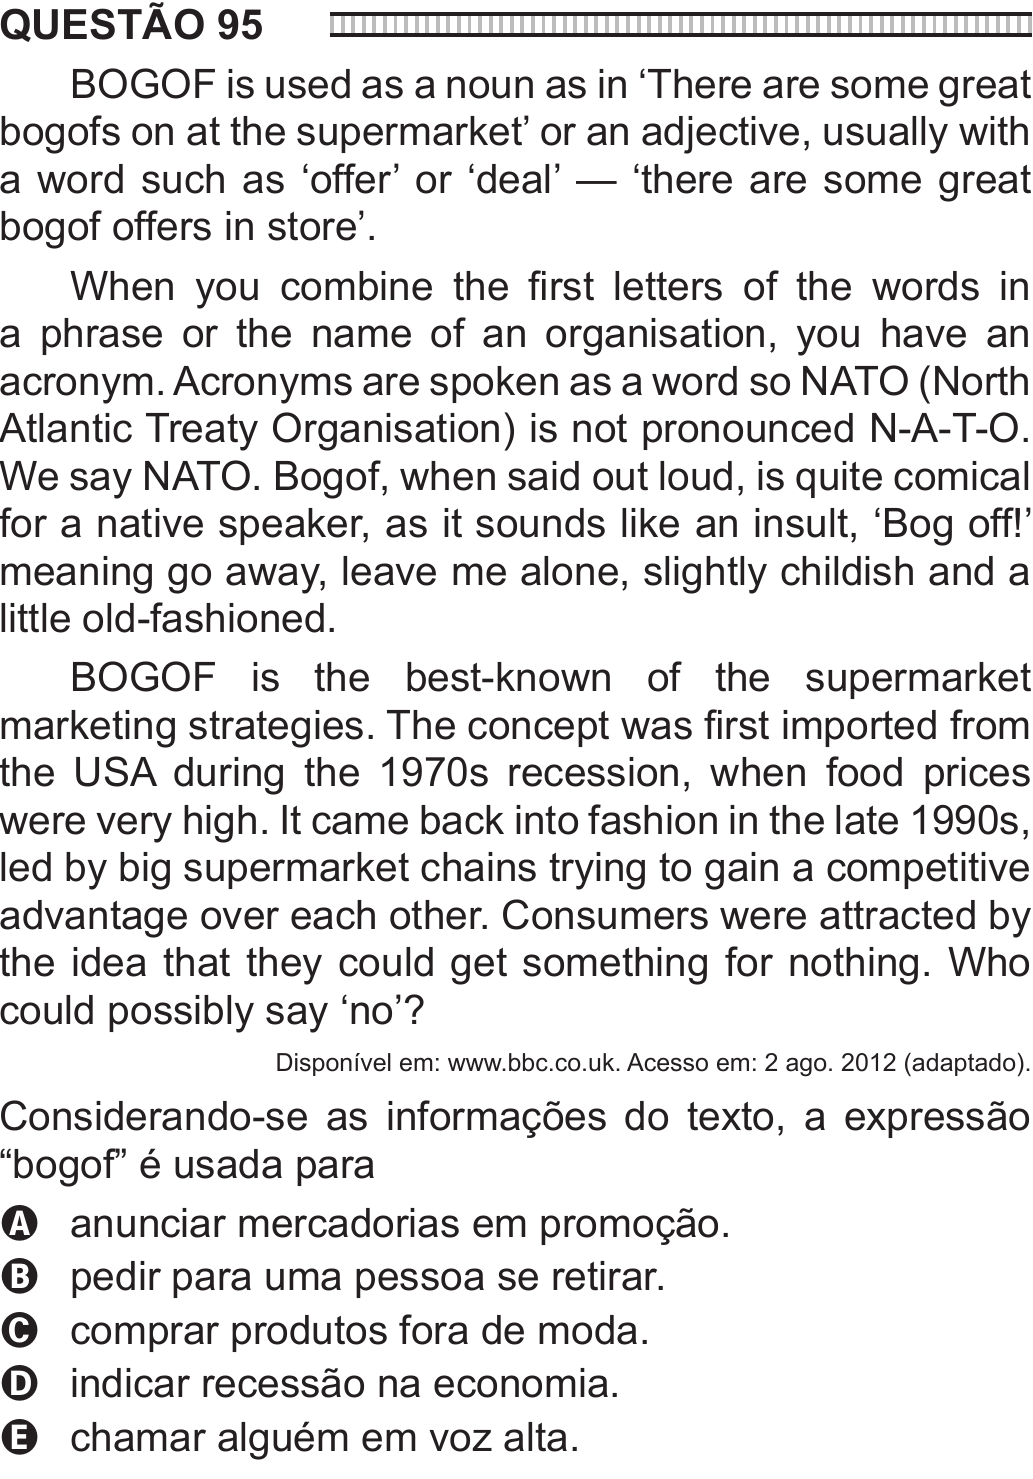 QUESTÃO 95
BOGOF is used as a noun as in ‘There are some great
bogofs on at the supermarket’ or an adjective, usually with
a word such as ‘offer’ or ‘deal’ — ‘there are some great
bogof offers in store’.
When you combine the first letters of the words in
a phrase or the name of an organisation, you have an
acronym. Acronyms are spoken as a word so NATO (North
Atlantic Treaty Organisation) is not pronounced N-A-T-O.
We say NATO. Bogof, when said out loud, is quite comical
for a native speaker, as it sounds like an insult, ‘Bog off!’
meaning go away, leave me alone, slightly childish and a
little old-fashioned.
BOGOF is the best-known of the supermarket
marketing strategies. The concept was first imported from
the USA during the 1970s recession, when food prices
were very high. It came back into fashion in the late 1990s,
led by big supermarket chains trying to gain a competitive
advantage over each other. Consumers were attracted by
the idea that they could get something for nothing. Who
could possibly say ‘no’?
Disponível em: www.bbc.co.uk. Acesso em: 2 ago. 2012 (adaptado).
Considerando-se as informações do texto, a expressão
“bogof” é usada para
A anunciar mercadorias em promoção.
B pedir para uma pessoa se retirar.
C comprar produtos fora de moda.
D indicar recessão na economia.
E chamar alguém em voz alta.